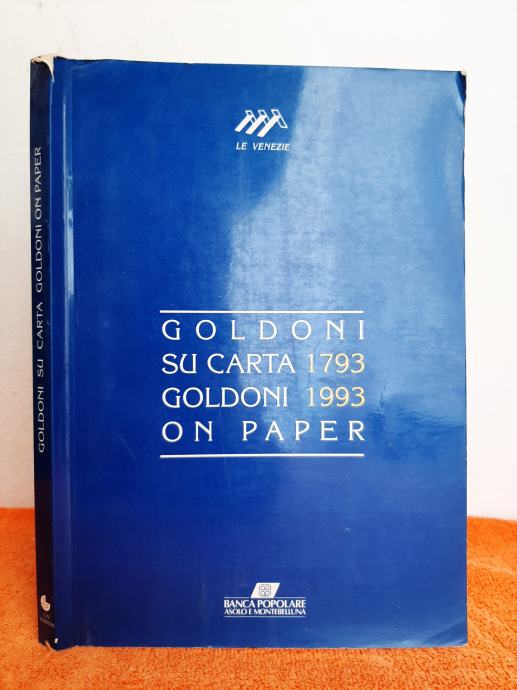 LE VENEZIE
GOLDONI
SU CARTA 1793
GOLDONI 1993
ON PAPER
BANCA POPOLARE
ASOLO E MONTEBELLUNA
GOLDONI SU CARTA GOLDONI ON PAPER